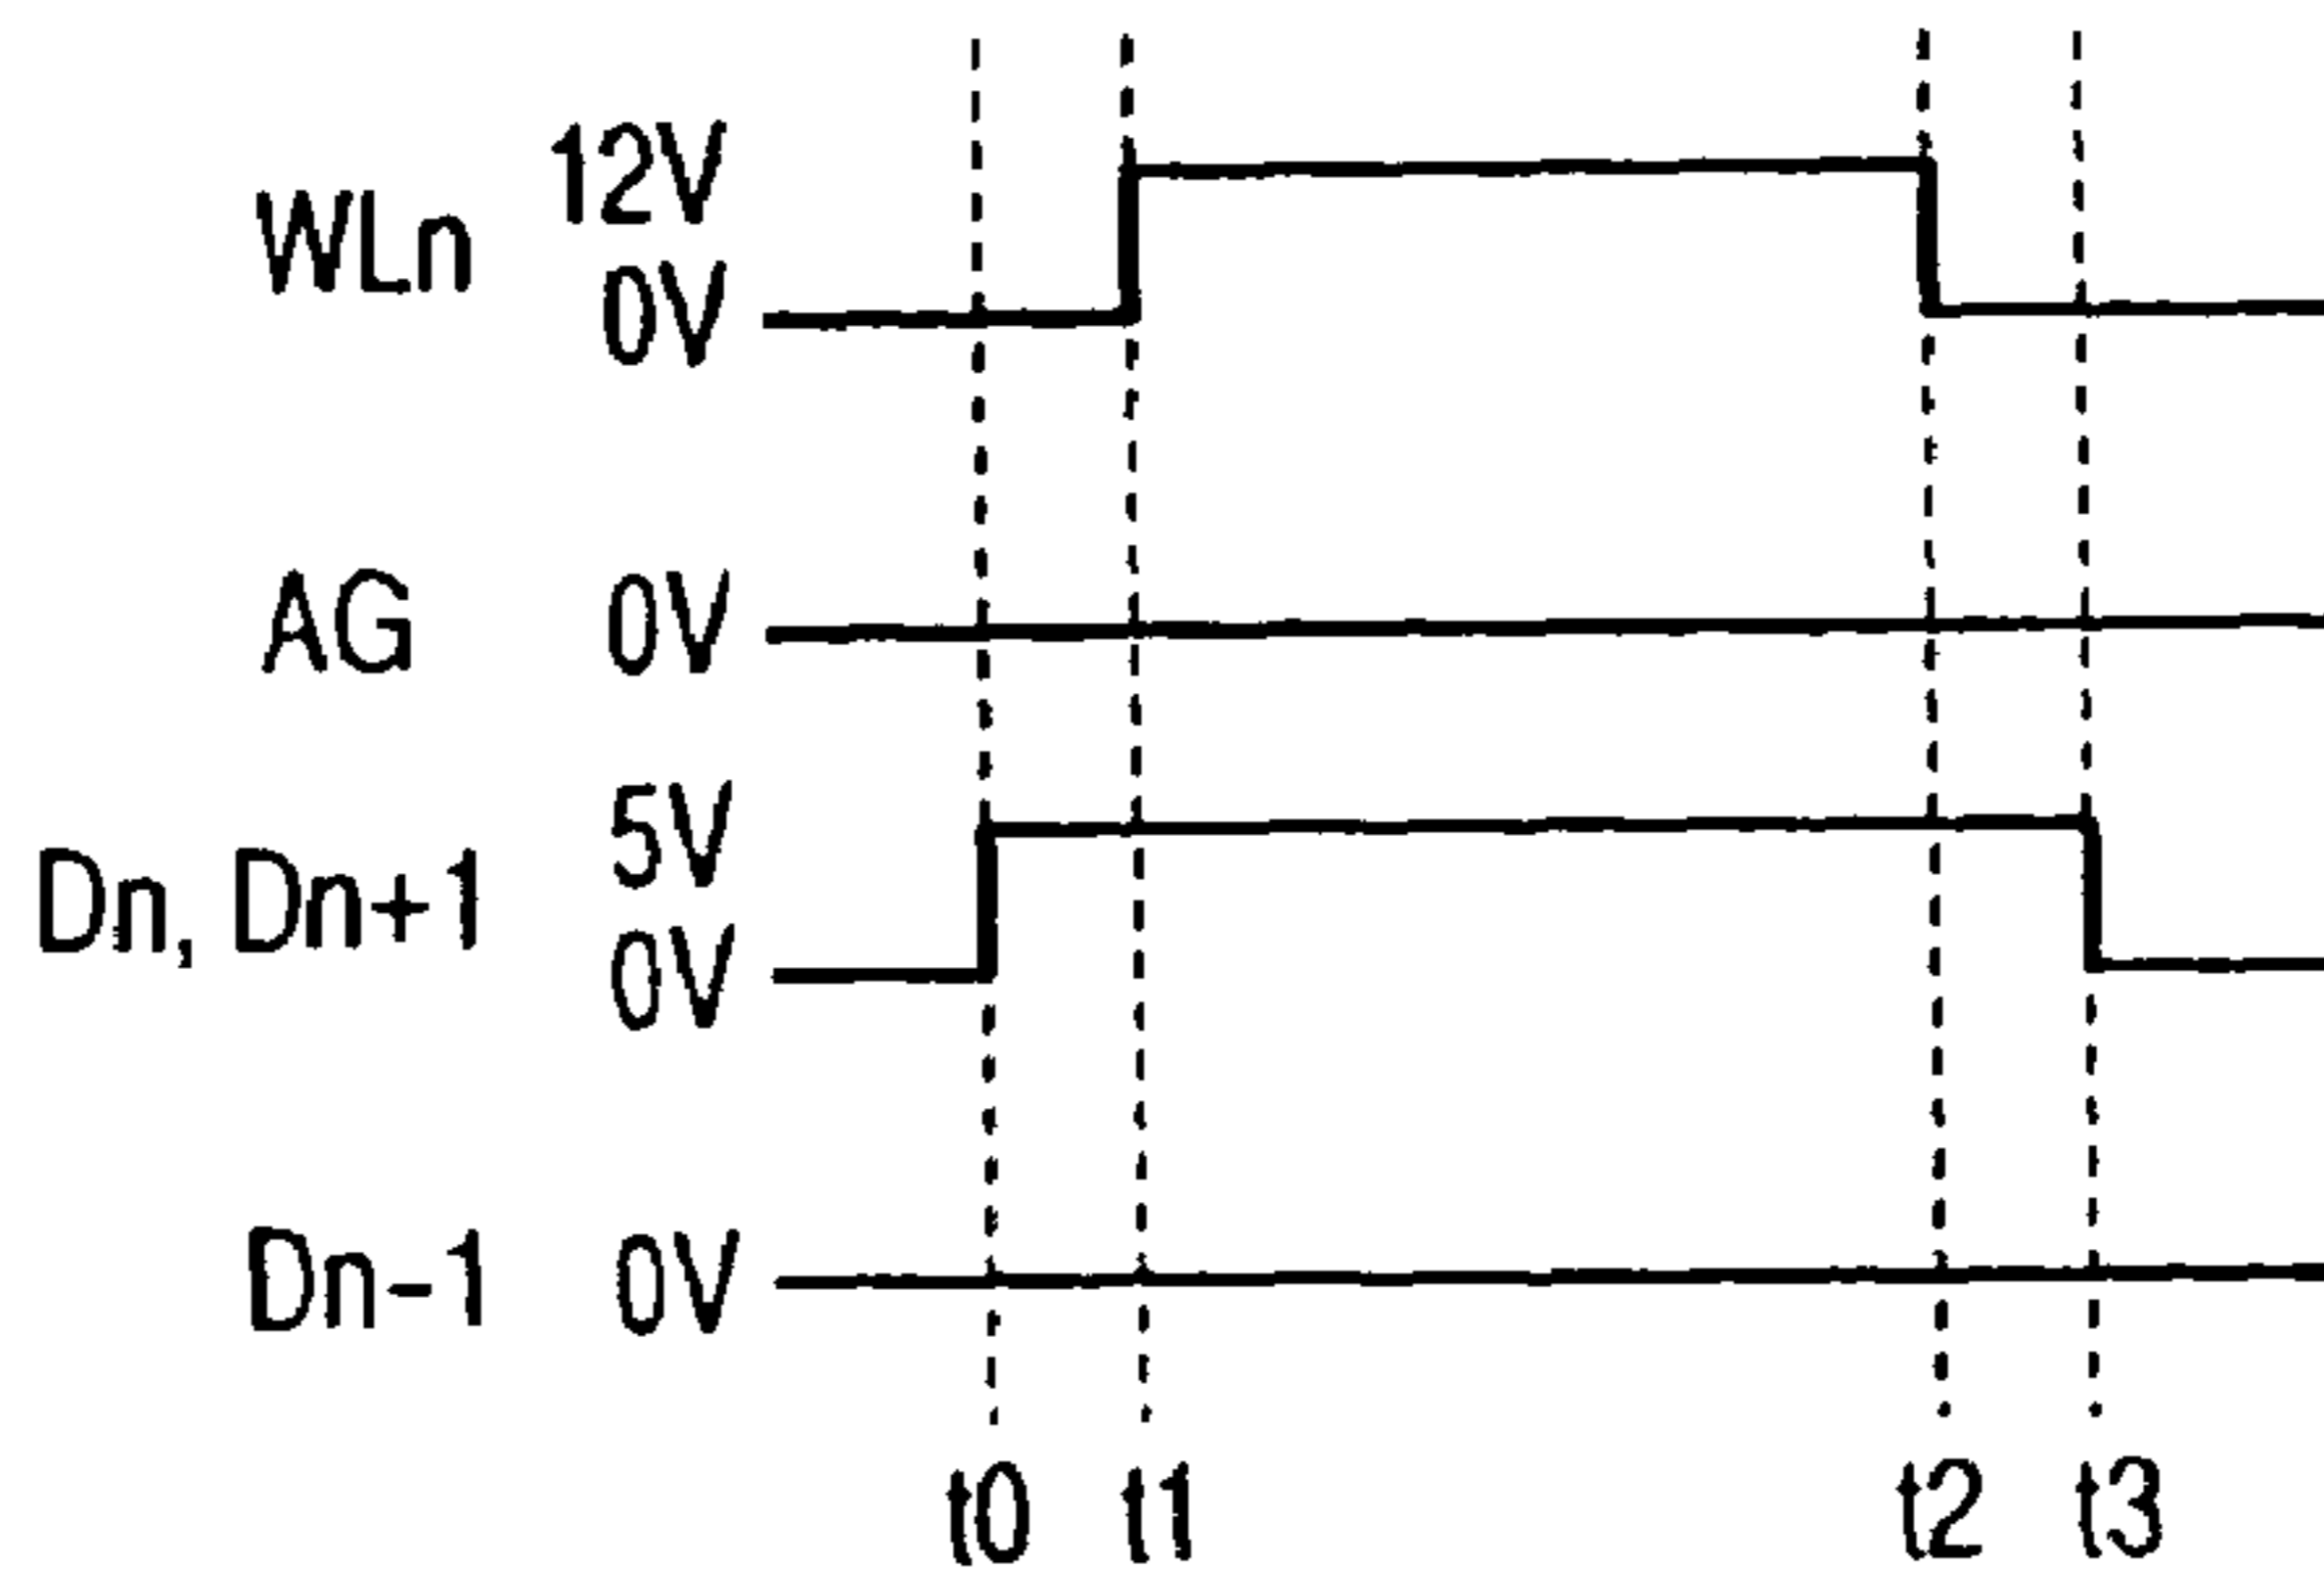 WLn 12V
0V
AG 0V
Dn, Dn+1 5V
0V
Dn-1 0V
t0 t1 t2 t3